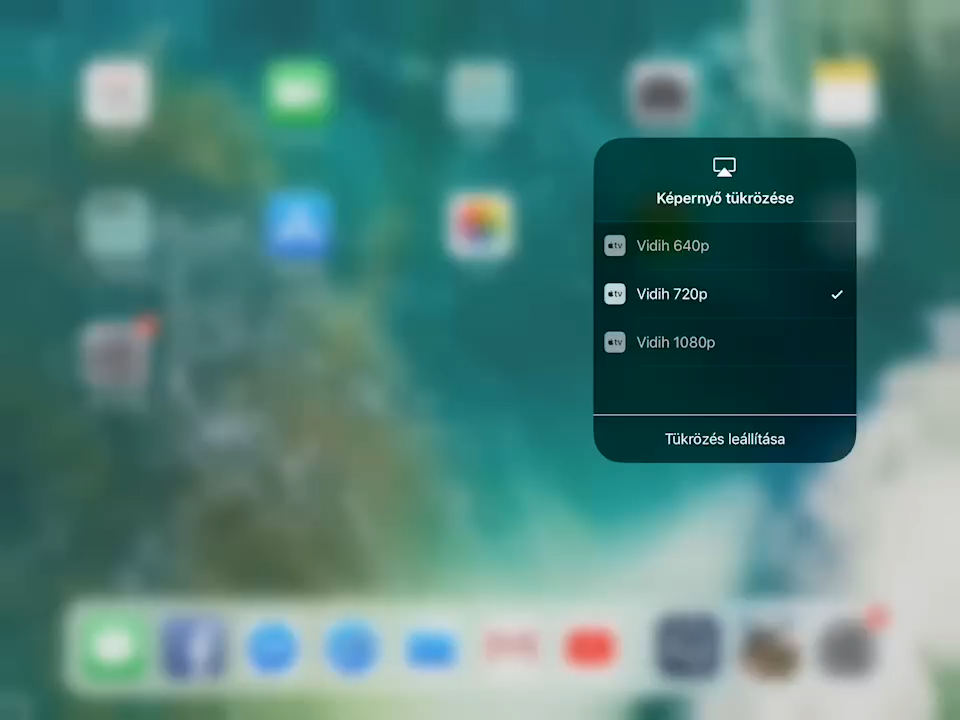 Képernyő tükrözése
tv Vidih 640p
tv Vidih 720p
tv Vidih 1080p
Tükrözés leállítása